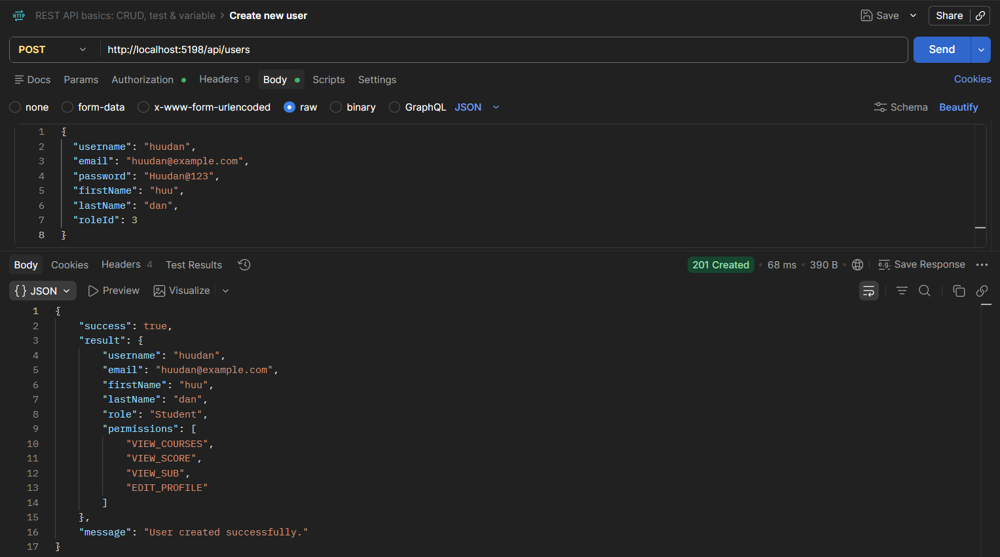 HTTP REST API basics: CRUD, test & variable > Create new user Save Share
POST http://localhost:5198/api/users Send
Docs Params Authorization Headers 9 Body Scripts Settings Cookies
none form-data x-www-form-urlencoded raw binary GraphQL JSON Schema Beautify
1 {
2 "username": "huudan",
3 "email": "huudan@example.com",
4 "password": "Huudan@123",
5 "firstName": "huu",
6 "lastName": "dan",
7 "roleId": 3
8 }
Body Cookies Headers 4 Test Results 201 Created • 68 ms • 390 B • e.g. Save Response
{ } JSON Preview Visualize
1 {
2 "success": true,
3 "result": {
4 "username": "huudan",
5 "email": "huudan@example.com",
6 "firstName": "huu",
7 "lastName": "dan",
8 "role": "Student",
9 "permissions": [
10 "VIEW_COURSES",
11 "VIEW_SCORE",
12 "VIEW_SUB",
13 "EDIT_PROFILE"
14 ]
15 },
16 "message": "User created successfully."
17 }